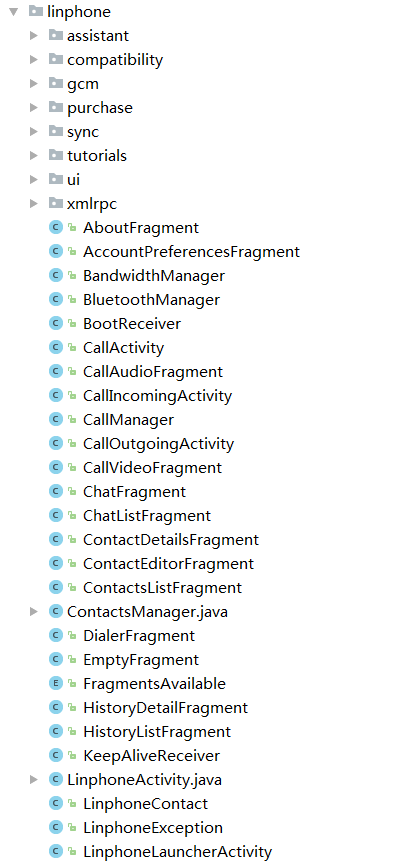 linphone
assistant
compatibility
gcm
purchase
sync
tutorials
ui
xmlrpc
C AboutFragment
C AccountPreferencesFragment
C BandwidthManager
C BluetoothManager
C BootReceiver
C CallActivity
C CallAudioFragment
C CallIncomingActivity
C CallManager
C CallOutgoingActivity
C CallVideoFragment
C ChatFragment
C ChatListFragment
C ContactDetailsFragment
C ContactEditorFragment
C ContactsListFragment
C ContactsManager.java
C DialerFragment
C EmptyFragment
E FragmentsAvailable
C HistoryDetailFragment
C HistoryListFragment
C KeepAliveReceiver
C LinphoneActivity.java
C LinphoneContact
C LinphoneException
C LinphoneLauncherActivity